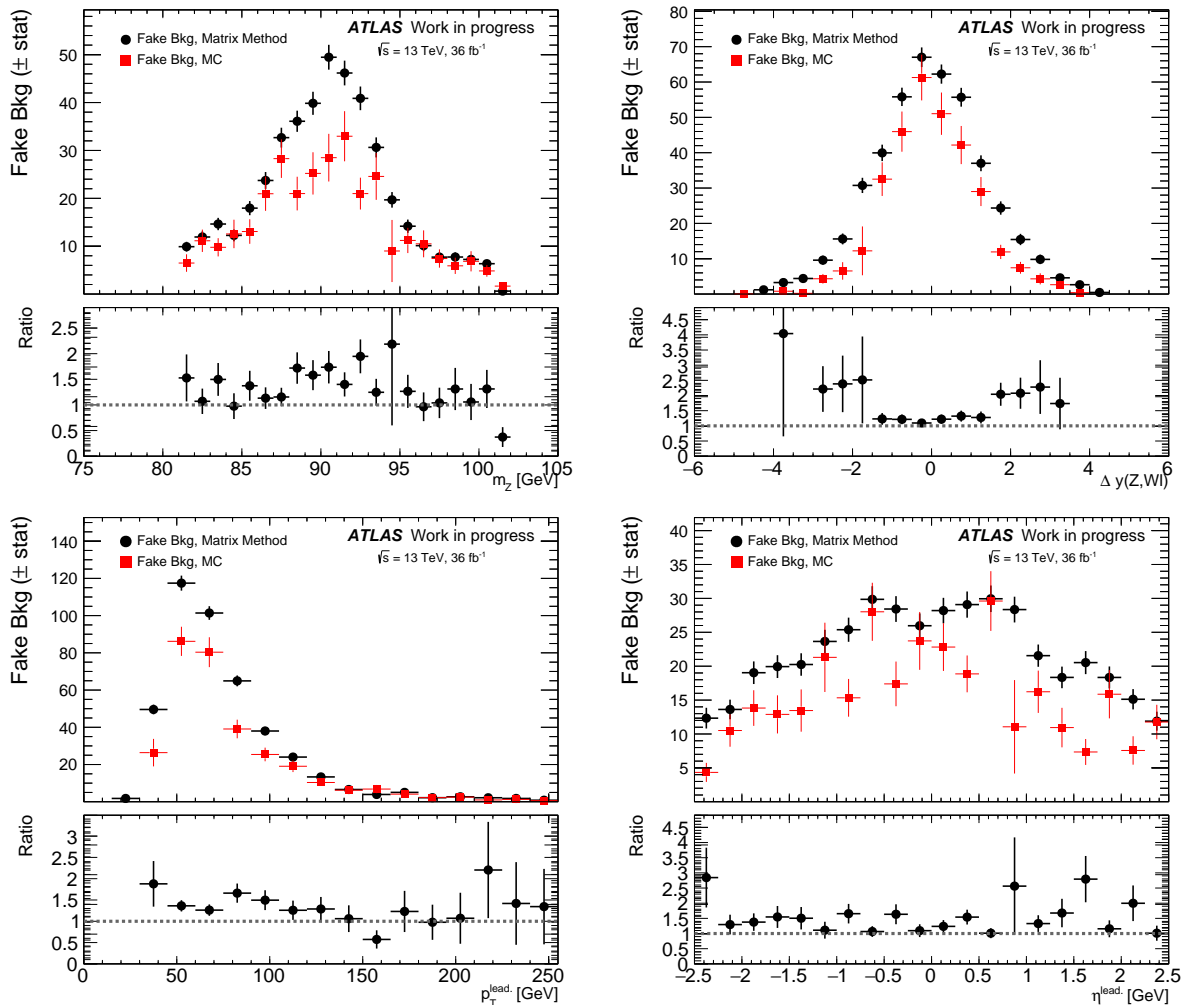 Fake Bkg (± stat)
10
20
30
40
50
Fake Bkg, Matrix Method
Fake Bkg, MC
ATLAS Work in progress
√s = 13 TeV, 36 fb⁻¹
Ratio
0
0.5
1
1.5
2
2.5
75 80 85 90 95 100 105
m_Z [GeV]
Fake Bkg (± stat)
0
10
20
30
40
50
60
70
80
Fake Bkg, Matrix Method
Fake Bkg, MC
ATLAS Work in progress
√s = 13 TeV, 36 fb⁻¹
Ratio
0
0.5
1
1.5
2
2.5
3
3.5
4
4.5
−6 −4 −2 0 2 4 6
Δ y(Z,Wl)
Fake Bkg (± stat)
20
40
60
80
100
120
140
Fake Bkg, Matrix Method
Fake Bkg, MC
ATLAS Work in progress
√s = 13 TeV, 36 fb⁻¹
Ratio
0
0.5
1
1.5
2
2.5
3
0 50 100 150 200 250
p_T^lead. [GeV]
Fake Bkg (± stat)
5
10
15
20
25
30
35
40
Fake Bkg, Matrix Method
Fake Bkg, MC
ATLAS Work in progress
√s = 13 TeV, 36 fb⁻¹
Ratio
0
0.5
1
1.5
2
2.5
3
3.5
4
4.5
−2.5 −2 −1.5 −1 −0.5 0 0.5 1 1.5 2 2.5
η^lead. [GeV]